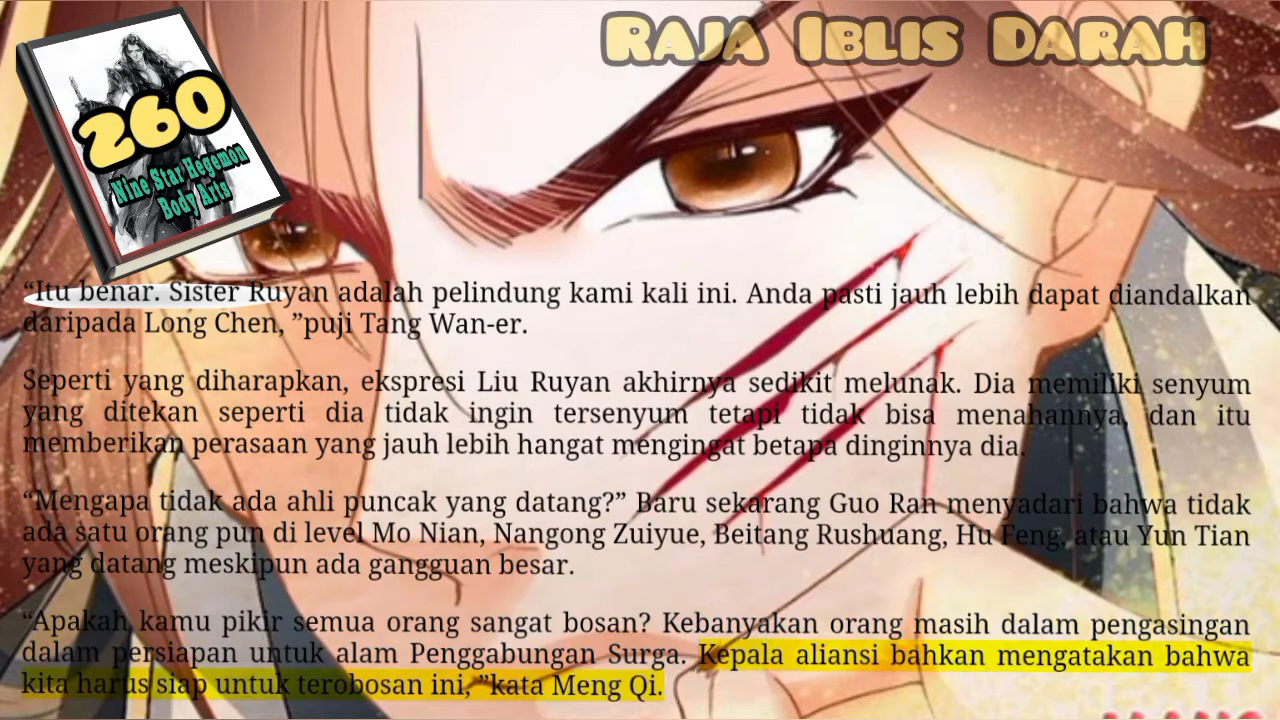 Raja Iblis Darah
260
Nine Star Hegemon
Body Arts
“Itu benar. Sister Ruyan adalah pelindung kami kali ini. Anda pasti jauh lebih dapat diandalkan
daripada Long Chen, ”puji Tang Wan-er.
Seperti yang diharapkan, ekspresi Liu Ruyan akhirnya sedikit melunak. Dia memiliki senyum
yang ditekan seperti dia tidak ingin tersenyum tetapi tidak bisa menahannya, dan itu
memberikan perasaan yang jauh lebih hangat mengingat betapa dinginnya dia.
“Mengapa tidak ada ahli puncak yang datang?” Baru sekarang Guo Ran menyadari bahwa tidak
ada satu orang pun di level Mo Nian, Nangong Zuiyue, Beitang Rushuang, Hu Feng, atau Yun Tian
yang datang meskipun ada gangguan besar.
“Apakah kamu pikir semua orang sangat bosan? Kebanyakan orang masih dalam pengasingan
dalam persiapan untuk alam Penggabungan Surga. Kepala aliansi bahkan mengatakan bahwa
kita harus siap untuk terobosan ini, ”kata Meng Qi.